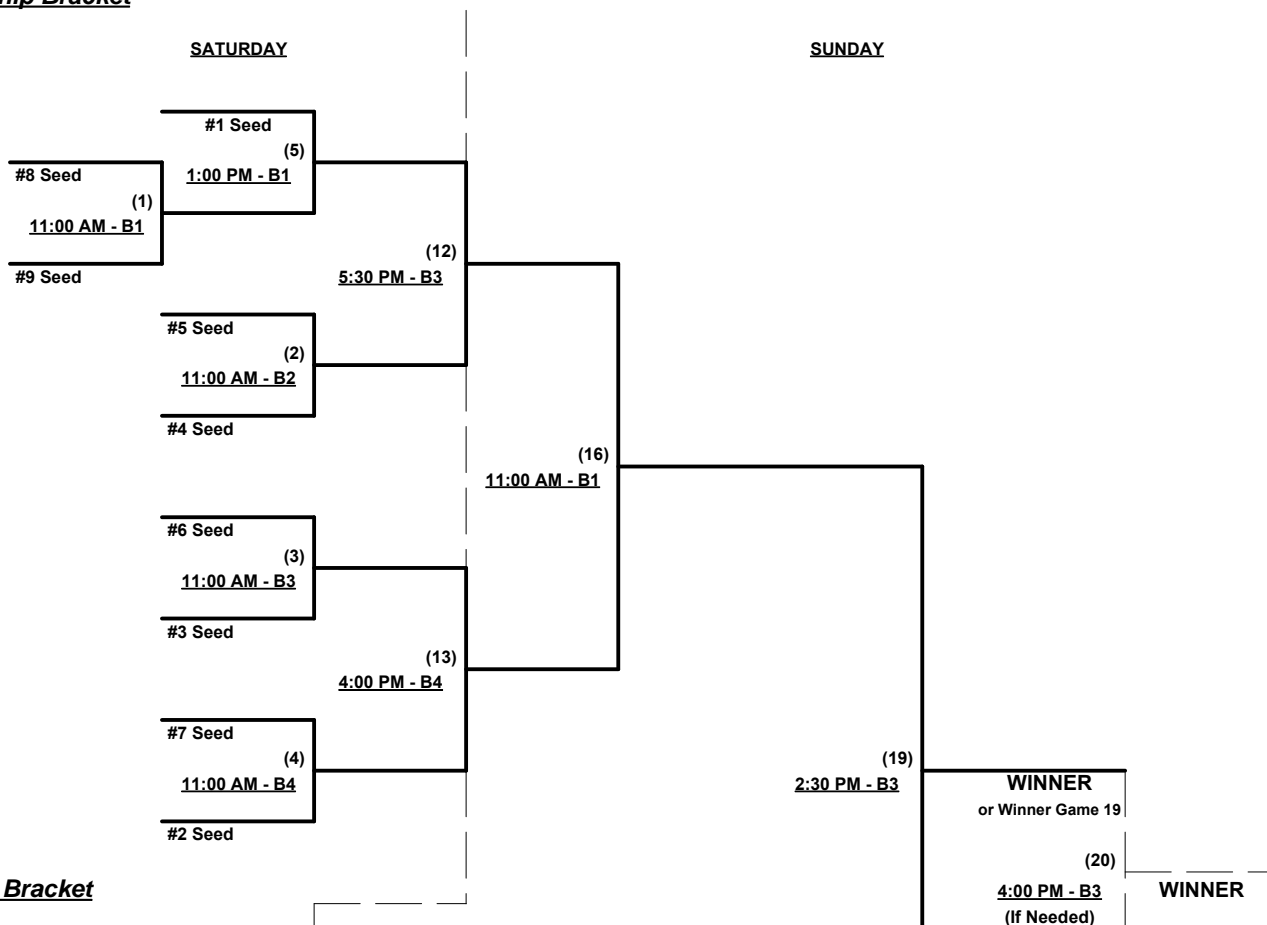 Bracket
SATURDAY
SUNDAY
#1 Seed
(5)
1:00 PM - B1
#8 Seed
(1)
11:00 AM - B1
#9 Seed
(12)
5:30 PM - B3
#5 Seed
(2)
11:00 AM - B2
#4 Seed
(16)
11:00 AM - B1
#6 Seed
(3)
11:00 AM - B3
#3 Seed
(13)
4:00 PM - B4
#7 Seed
(4)
11:00 AM - B4
#2 Seed
(19)
2:30 PM - B3
WINNER
or Winner Game 19
(20)
4:00 PM - B3
(If Needed)
WINNER
Bracket